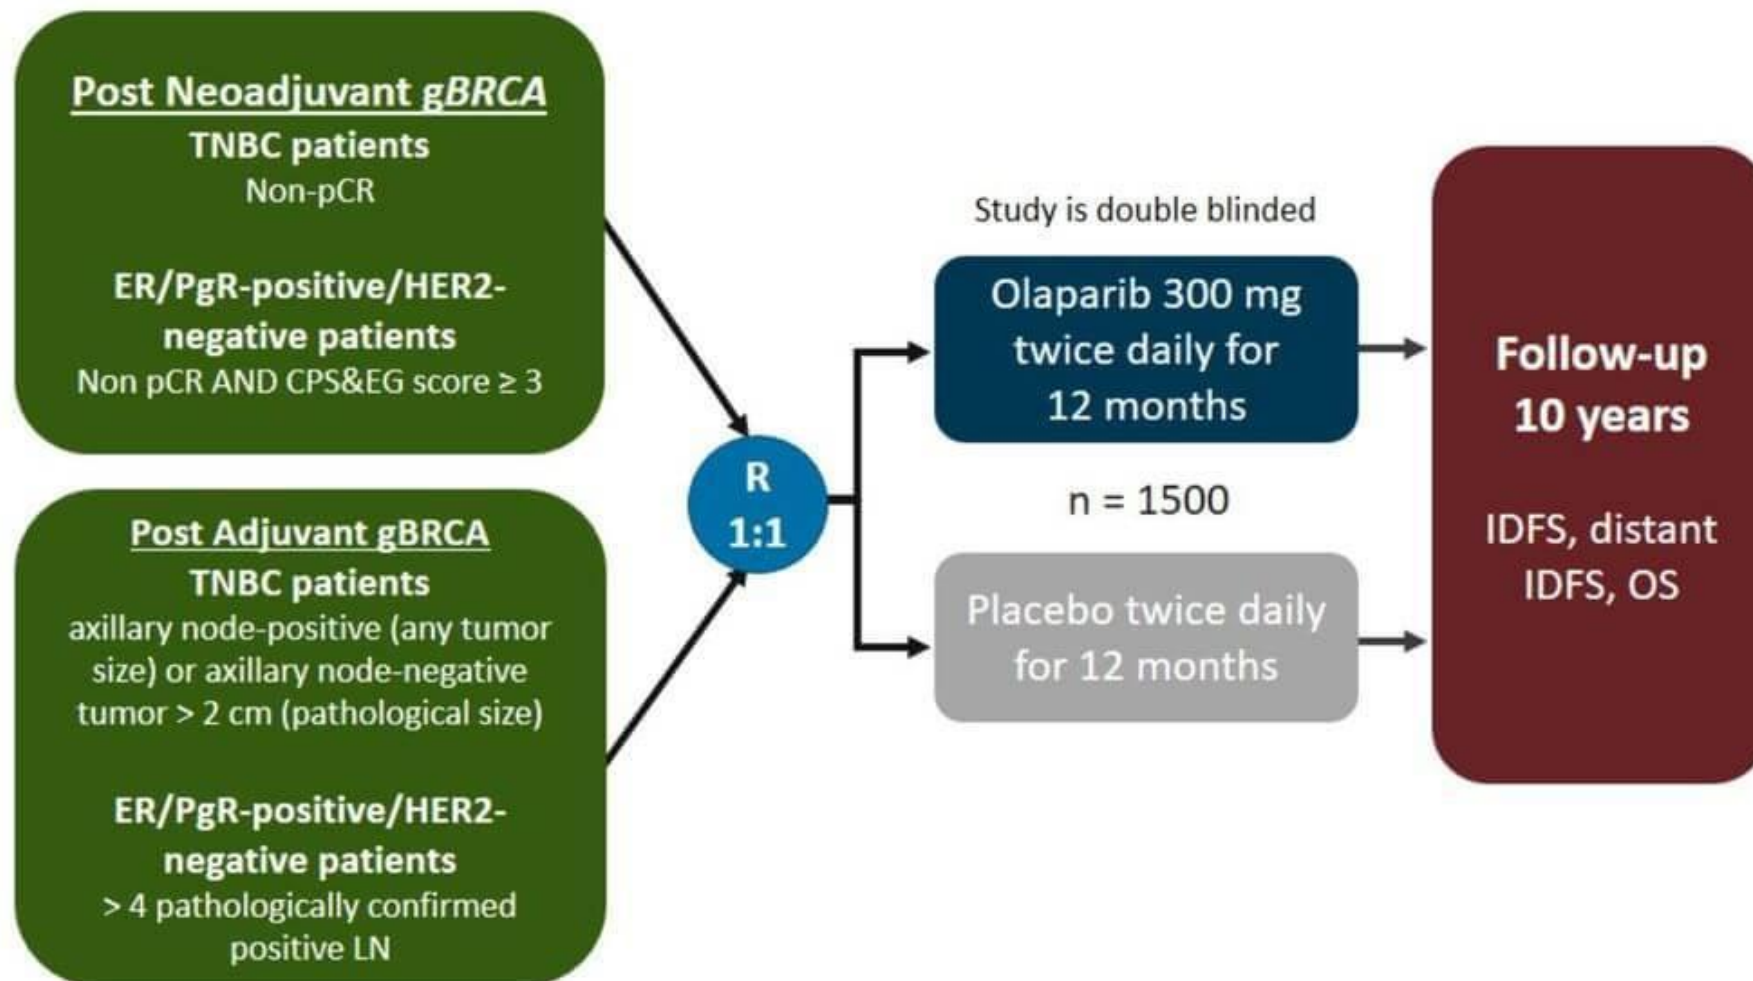 Post Neoadjuvant gBRCA
TNBC patients
Non-pCR
ER/PgR-positive/HER2-
negative patients
Non pCR AND CPS&EG score ≥ 3
Post Adjuvant gBRCA
TNBC patients
axillary node-positive (any tumor
size) or axillary node-negative
tumor > 2 cm (pathological size)
ER/PgR-positive/HER2-
negative patients
> 4 pathologically confirmed
positive LN
R
1:1
Study is double blinded
Olaparib 300 mg
twice daily for
12 months
n = 1500
Placebo twice daily
for 12 months
Follow-up
10 years
IDFS, distant
IDFS, OS